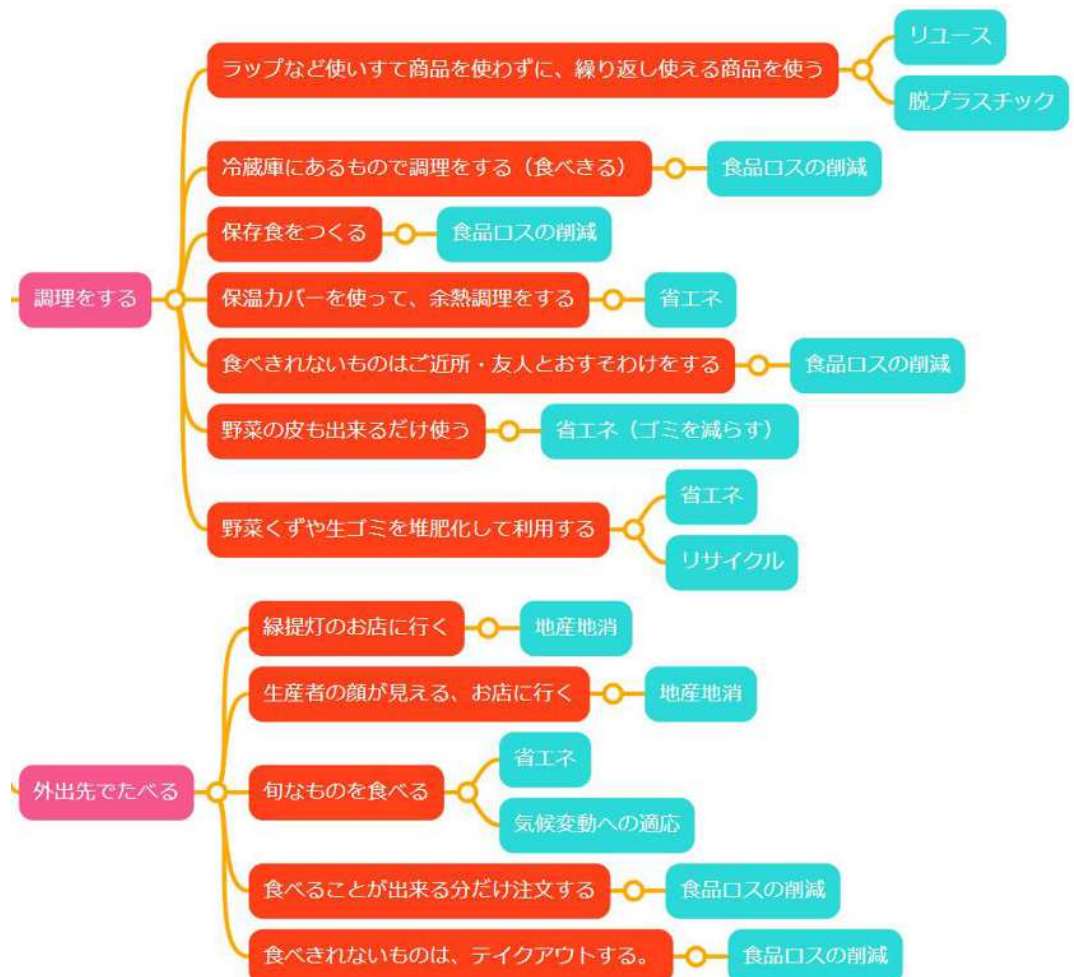 調理をする
ラップなど使いすて商品を使わずに、繰り返し使える商品を使う
リユース
脱プラスチック
冷蔵庫にあるもので調理をする（食べきる）
食品ロスの削減
保存食をつくる
食品ロスの削減
保温カバーを使って、余熱調理をする
省エネ
食べきれないものはご近所・友人とおすそわけをする
食品ロスの削減
野菜の皮も出来るだけ使う
省エネ（ゴミを減らす）
野菜くずや生ゴミを堆肥化して利用する
省エネ
リサイクル
外出先でたべる
緑提灯のお店に行く
地産地消
生産者の顔が見える、お店に行く
地産地消
旬なものを食べる
省エネ
気候変動への適応
食べることが出来る分だけ注文する
食品ロスの削減
食べきれないものは、テイクアウトする。
食品ロスの削減